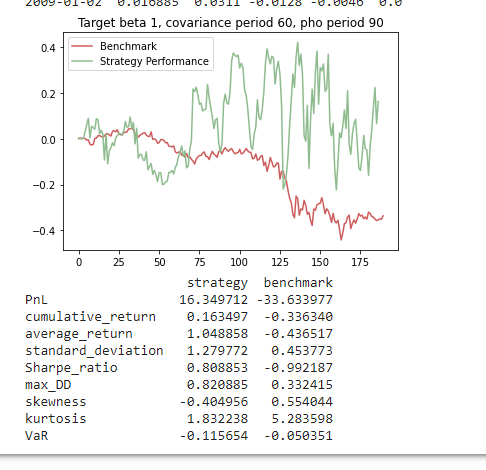 2009-01-02 0.016885 0.0311 -0.0128 -0.0046 0.0
Target beta 1, covariance period 60, pho period 90
Benchmark
Strategy Performance
0.4
0.2
0.0
−0.2
−0.4
0 25 50 75 100 125 150 175
strategy benchmark
PnL 16.349712 -33.633977
cumulative_return 0.163497 -0.336340
average_return 1.048858 -0.436517
standard_deviation 1.279772 0.453773
Sharpe_ratio 0.808853 -0.992187
max_DD 0.820885 0.332415
skewness -0.404956 0.554044
kurtosis 1.832238 5.283598
VaR -0.115654 -0.050351